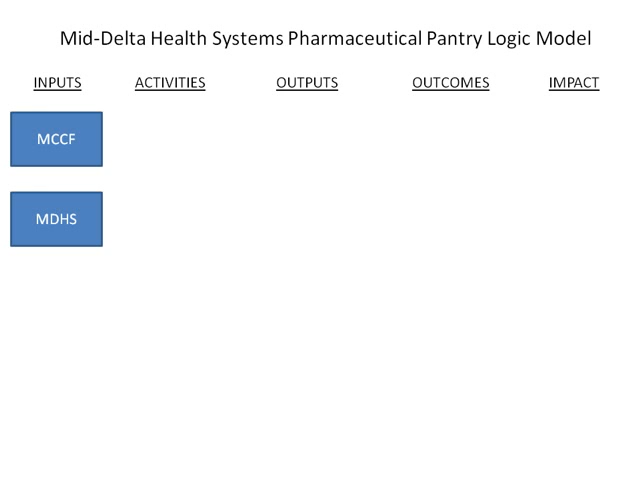 Mid-Delta Health Systems Pharmaceutical Pantry Logic Model
INPUTS ACTIVITIES OUTPUTS OUTCOMES IMPACT
MCCF
MDHS